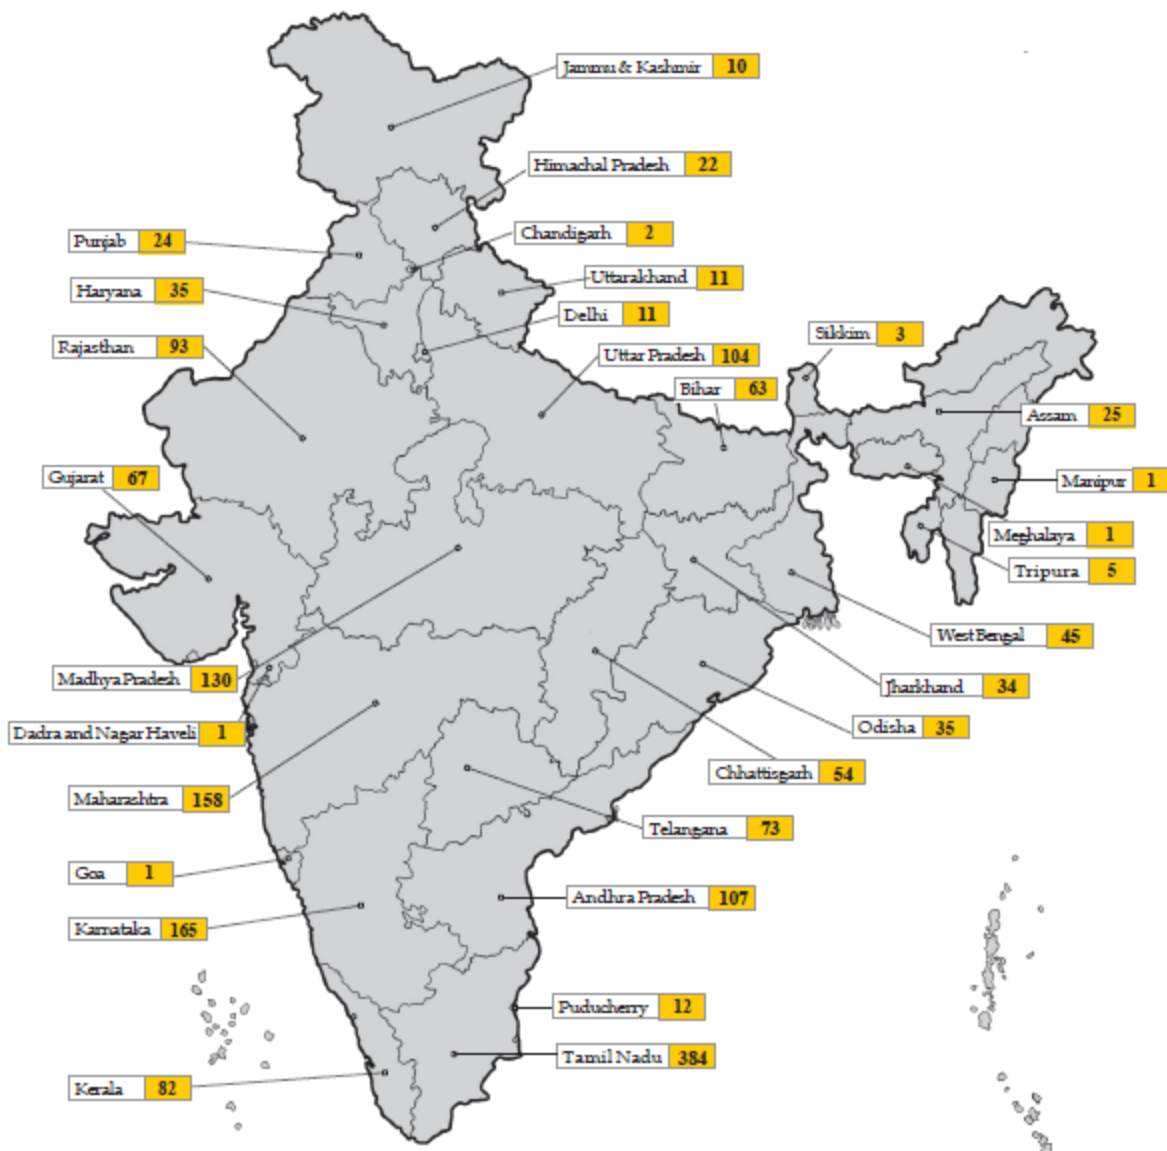 Jammu & Kashmir 10
Himachal Pradesh 22
Chandigarh 2
Punjab 24
Uttarakhand 11
Haryana 35
Delhi 11
Sikkim 3
Rajasthan 93
Uttar Pradesh 104
Bihar 63
Assam 25
Gujarat 67
Manipur 1
Meghalaya 1
Tripura 5
West Bengal 45
Madhya Pradesh 130
Jharkhand 34
Odisha 35
Dadra and Nagar Haveli 1
Chhattisgarh 54
Maharashtra 158
Telangana 73
Goa 1
Andhra Pradesh 107
Karnataka 165
Puducherry 12
Tamil Nadu 384
Kerala 82